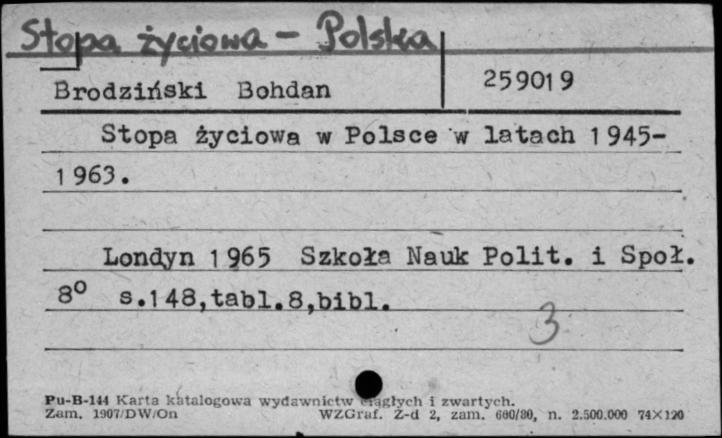 Stopa życiowa - Polska
Brodziński Bohdan 259019
Stopa życiowa w Polsce w latach 1945-
1963.
Londyn 1965 Szkoła Nauk Polit. i Społ.
8° s.148,tabl.8,bibl.
3
Pu-B-144 Karta katalogowa wydawnictw ciągłych i zwartych.
Zam. 1907/DW/On WZGraf. Z-d 2, zam. 600/80, n. 2.500.000 74×120